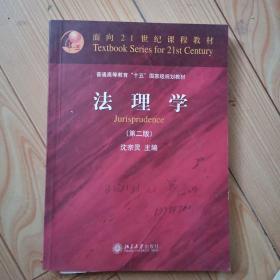 面向21世纪课程教材
Textbook Series for 21st Century
普通高等教育“十五”国家级规划教材
法理学
Jurisprudence
(第二版)
沈宗灵 主编
北京大学出版社